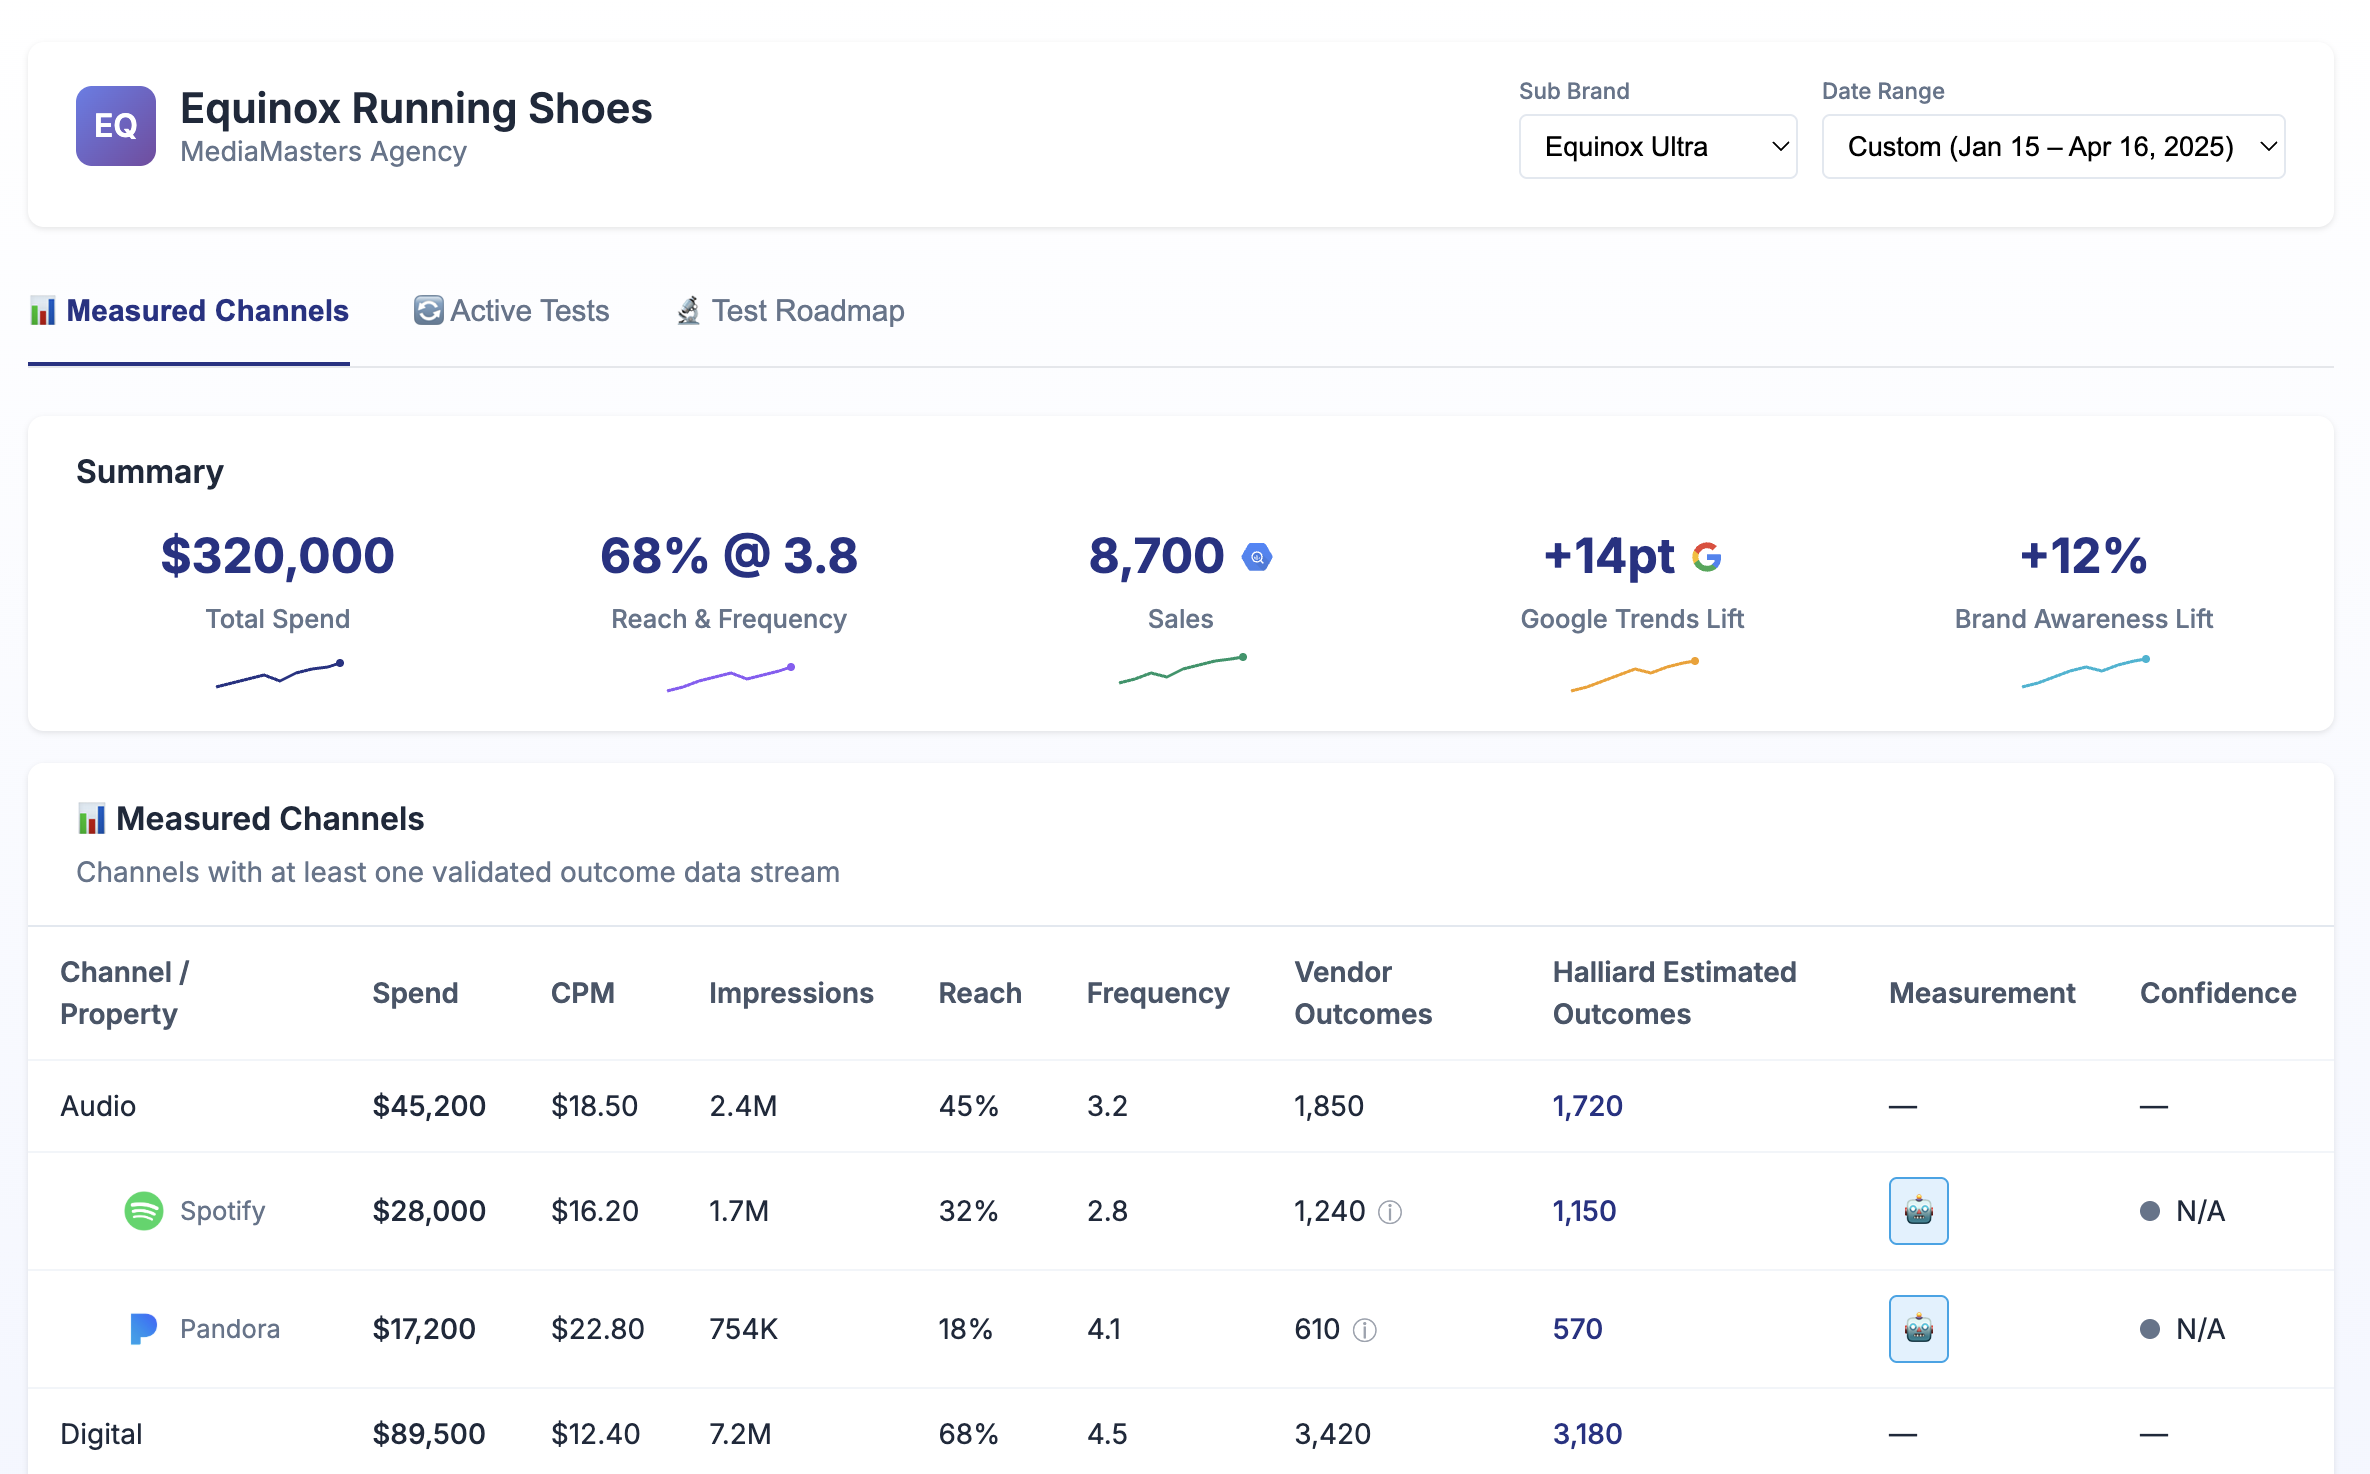 EQ
Equinox Running Shoes
MediaMasters Agency
Sub Brand
Equinox Ultra
Date Range
Custom (Jan 15 – Apr 16, 2025)
Measured Channels
Active Tests
Test Roadmap
Summary
$320,000
Total Spend
68% @ 3.8
Reach & Frequency
8,700
Sales
+14pt
Google Trends Lift
+12%
Brand Awareness Lift
Measured Channels
Channels with at least one validated outcome data stream
Channel / Property Spend CPM Impressions Reach Frequency Vendor Outcomes Halliard Estimated Outcomes Measurement Confidence
Audio $45,200 $18.50 2.4M 45% 3.2 1,850 1,720 — —
Spotify $28,000 $16.20 1.7M 32% 2.8 1,240 ⓘ 1,150 N/A
Pandora $17,200 $22.80 754K 18% 4.1 610 ⓘ 570 N/A
Digital $89,500 $12.40 7.2M 68% 4.5 3,420 3,180 — —